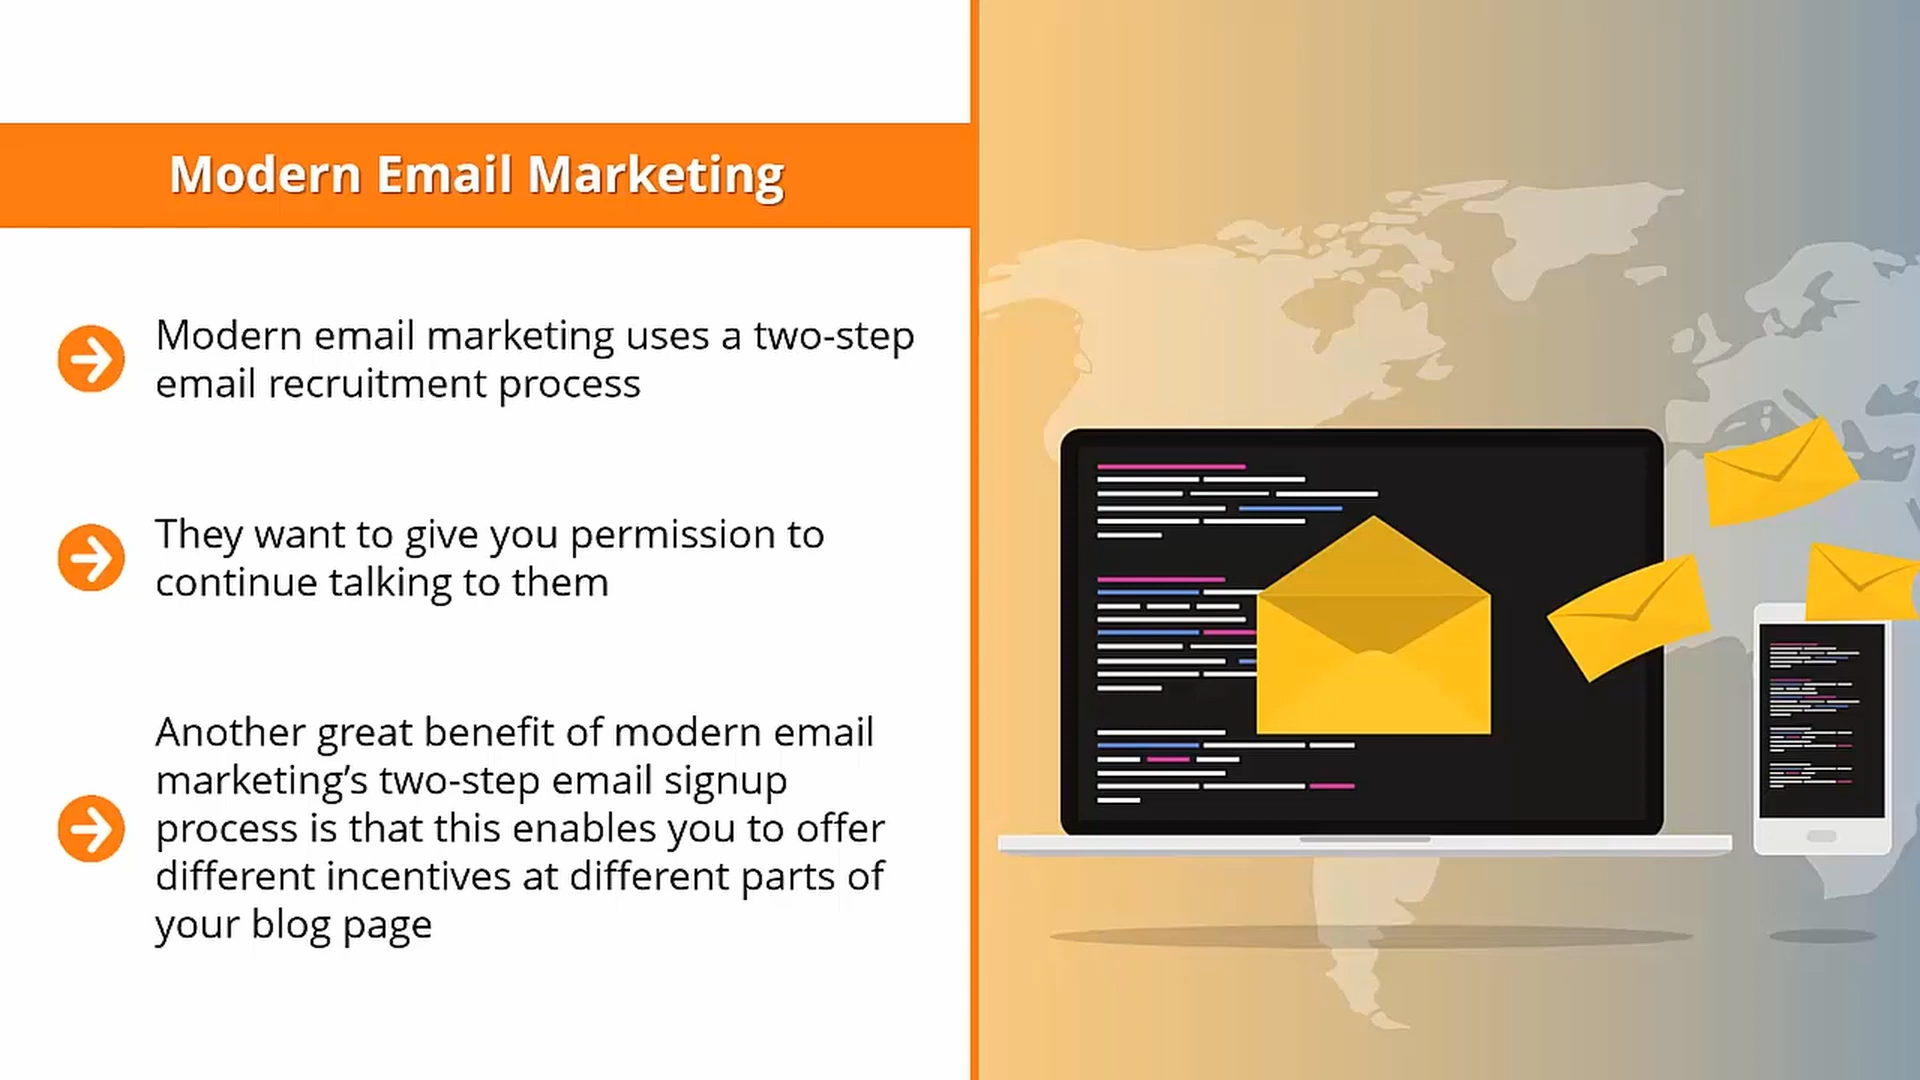 Modern Email Marketing
Modern email marketing uses a two-step
email recruitment process
They want to give you permission to
continue talking to them
Another great benefit of modern email
marketing’s two-step email signup
process is that this enables you to offer
different incentives at different parts of
your blog page